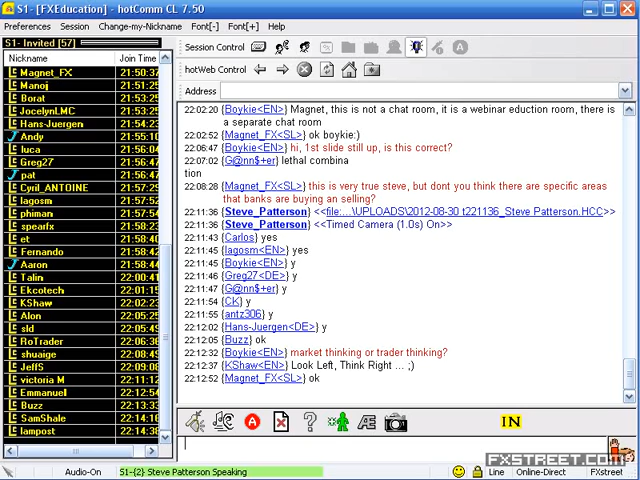 S1- [FXEducation] - hotComm CL 7.50
Preferences Session Change-my-Nickname Font[-] Font[+] Help
S1- Invited [57]
Nickname Join Time
Magnet_FX 21:50:37
Manoj 21:51:25
Borat 21:53:25
JocelynLMC 21:53:25
Hans-Juergen 21:53:25
Andy 21:55:10
luca 21:56:04
Greg27 21:56:47
pat 21:56:47
Cyril_ANTOINE 21:57:29
lagosm 21:57:52
phiman 21:57:54
spearfx 21:58:23
et 21:58:40
Fernando 21:58:42
Aaron 21:58:44
Talin 22:00:41
Ekcotech 22:01:15
KShaw 22:02:23
Alon 22:05:25
sld 22:05:49
RoTrader 22:06:36
shuaige 22:08:49
JeffS 22:09:08
victoria M 22:11:12
Emmanuel 22:12:54
Buzz 22:13:33
SamShale 22:14:16
lampost 22:14:38
Session Control
hotWeb Control
Address
22:02:20 {Boykie<EN>} Magnet, this is not a chat room, it is a webinar eduction room, there is
a separate chat room
22:02:52 {Magnet_FX<SL>} ok boykie:)
22:06:47 {Boykie<EN>} hi, 1st slide still up, is this correct?
22:07:02 {G@nn$+er} lethal combina
tion
22:08:28 {Magnet_FX<SL>} this is very true steve, but dont you think there are specific areas
that banks are buying an selling?
22:11:36 {Steve_Patterson} <<file:...\UPLOADS\2012-08-30 t221136_Steve Patterson.HCC>>
22:11:36 {Steve_Patterson} <<Timed Camera (1.0s) On>>
22:11:43 {Carlos} yes
22:11:45 {lagosm<EN>} yes
22:11:45 {Boykie<EN>} y
22:11:46 {Greg27<DE>} y
22:11:47 {G@nn$+er} y
22:11:54 {CK} y
22:11:55 {antz306} y
22:12:02 {Hans-Juergen<DE>} y
22:12:05 {Buzz} ok
22:12:32 {Boykie<EN>} market thinking or trader thinking?
22:12:37 {KShaw<EN>} Look Left, Think Right ... ;)
22:12:52 {Magnet_FX<SL>} ok
IN
Audio-On S1-{2} Steve Patterson Speaking Line Online-Direct FXstreet
FXSTREET.COM